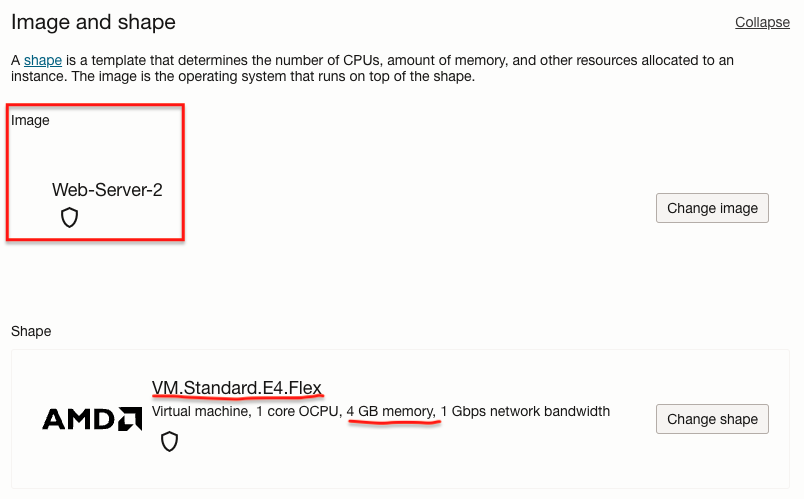 Image and shape
Collapse
A shape is a template that determines the number of CPUs, amount of memory, and other resources allocated to an
instance. The image is the operating system that runs on top of the shape.
Image
Web-Server-2
Change image
Shape
VM.Standard.E4.Flex
AMD
Virtual machine, 1 core OCPU, 4 GB memory, 1 Gbps network bandwidth
Change shape